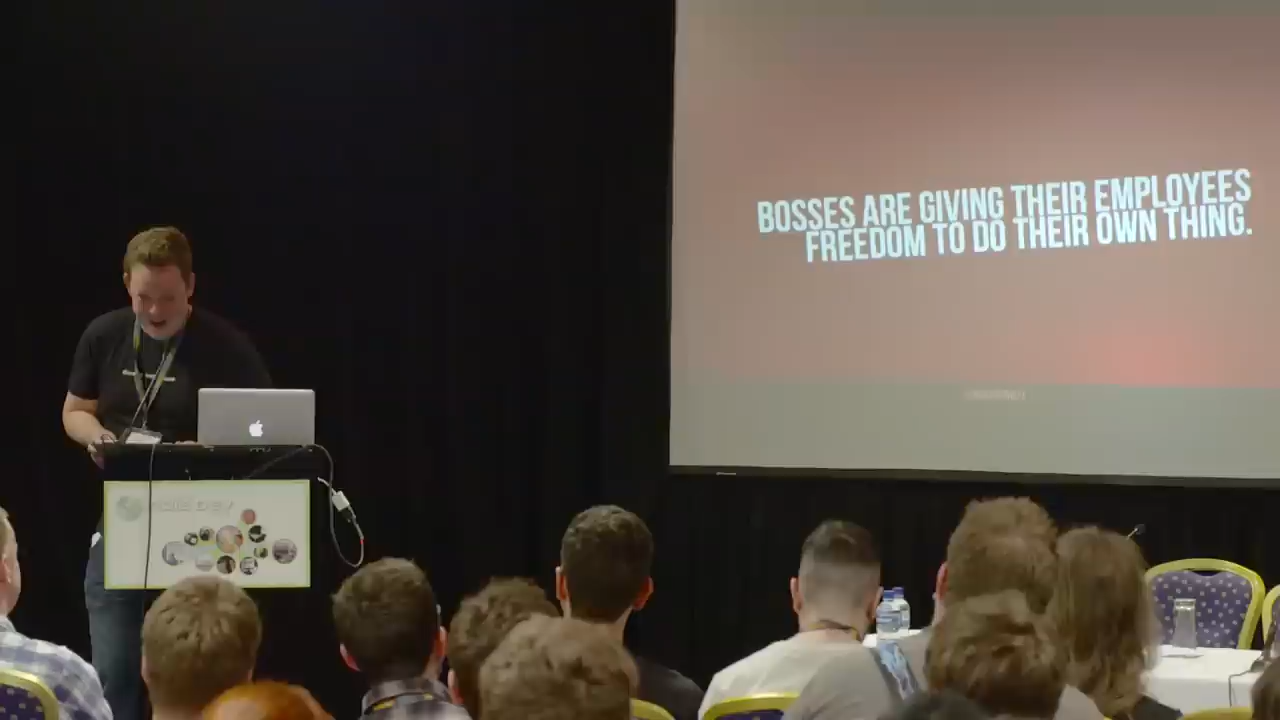 BOSSES ARE GIVING THEIR EMPLOYEES
FREEDOM TO DO THEIR OWN THING.